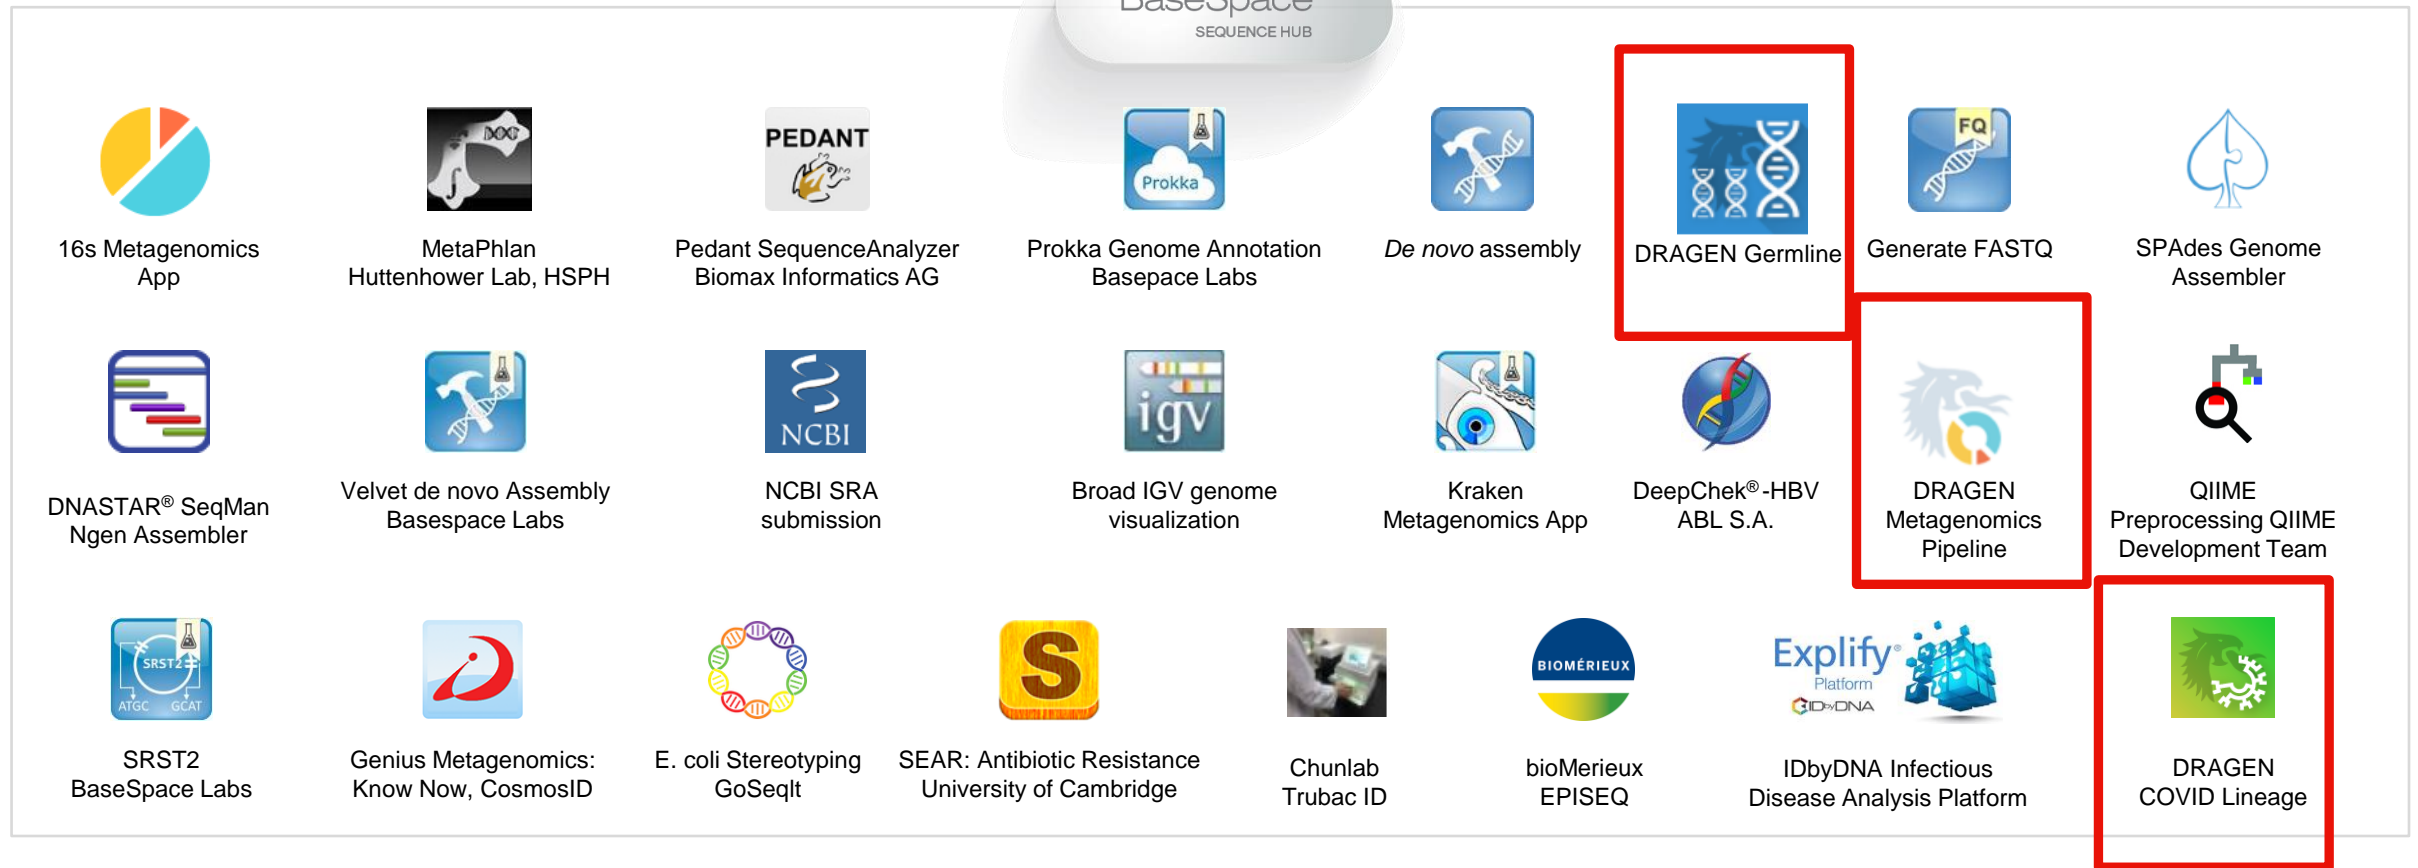 BaseSpace
SEQUENCE HUB
16s Metagenomics
App
MetaPhlan
Huttenhower Lab, HSPH
PEDANT
Pedant SequenceAnalyzer
Biomax Informatics AG
Prokka
Prokka Genome Annotation
Basepace Labs
De novo assembly
DRAGEN Germline
FQ
Generate FASTQ
SPAdes Genome
Assembler
DNASTAR® SeqMan
Ngen Assembler
Velvet de novo Assembly
Basespace Labs
NCBI
NCBI SRA
submission
igv
Broad IGV genome
visualization
Kraken
Metagenomics App
DeepChek®-HBV
ABL S.A.
DRAGEN
Metagenomics
Pipeline
QIIME
Preprocessing QIIME
Development Team
SRST2
ATGC GCAT
SRST2
BaseSpace Labs
Genius Metagenomics:
Know Now, CosmosID
E. coli Stereotyping
GoSeqIt
S
SEAR: Antibiotic Resistance
University of Cambridge
Chunlab
Trubac ID
BIOMÉRIEUX
bioMerieux
EPISEQ
Explify®
Platform
IDbyDNA
IDbyDNA Infectious
Disease Analysis Platform
DRAGEN
COVID Lineage